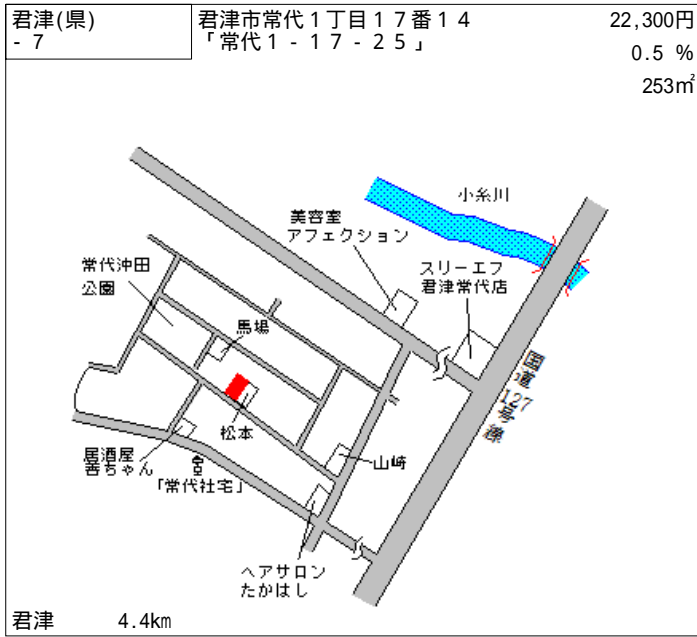 君津(県)
- 7
君津市常代１丁目１７番１４
「常代１-１７-２５」
22,300円
0.5 %
253㎡
小糸川
美容室
アフェクション
スリーエフ
君津常代店
常代沖田
公園
馬場
国道127号線
松本
山崎
居酒屋
善ちゃん
「常代社宅」
ヘアサロン
たかはし
君津 4.4km